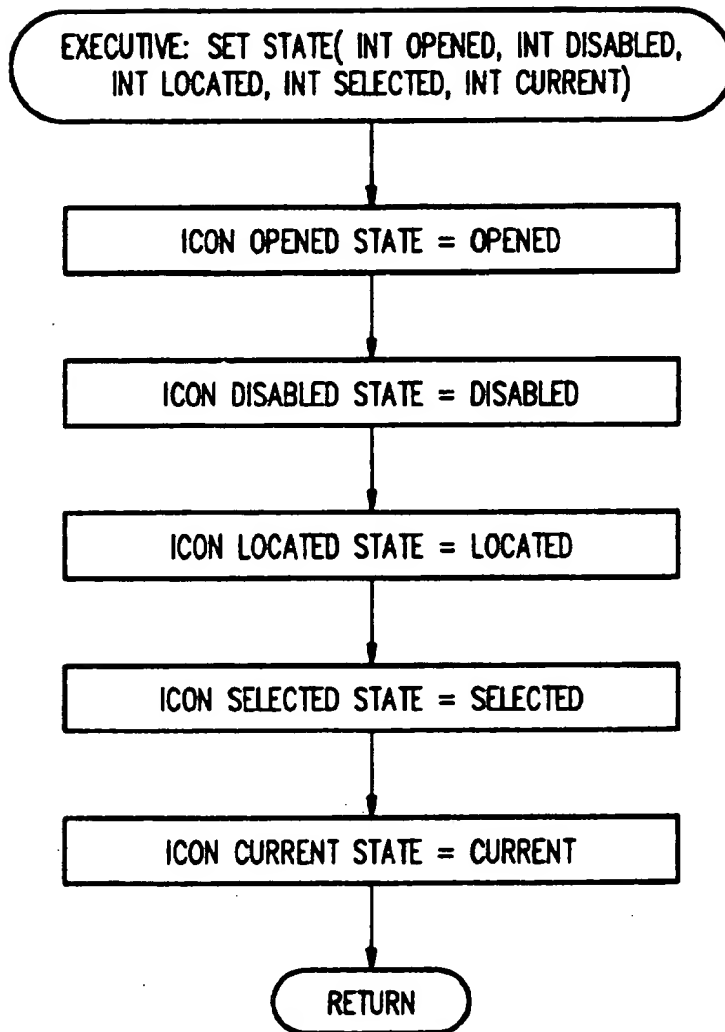 EXECUTIVE: SET STATE( INT OPENED, INT DISABLED,
INT LOCATED, INT SELECTED, INT CURRENT)
ICON OPENED STATE = OPENED
ICON DISABLED STATE = DISABLED
ICON LOCATED STATE = LOCATED
ICON SELECTED STATE = SELECTED
ICON CURRENT STATE = CURRENT
RETURN